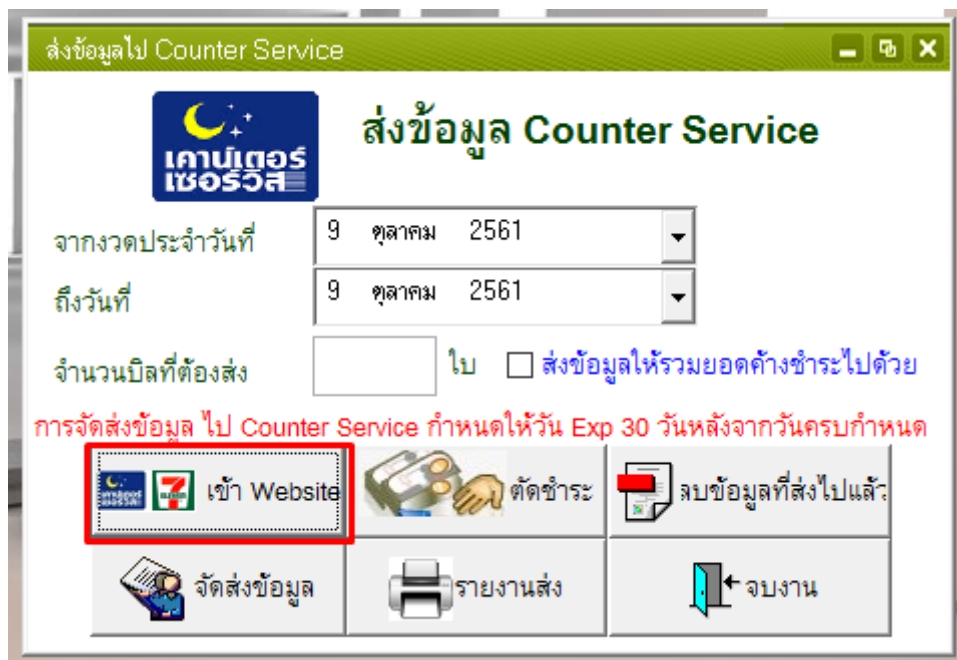 ส่งข้อมูลไป Counter Service
เคาน์เตอร์
เซอร์วิส
ส่งข้อมูล Counter Service
จากงวดประจำวันที่ 9 ตุลาคม 2561
ถึงวันที่ 9 ตุลาคม 2561
จำนวนบิลที่ต้องส่ง ใบ ส่งข้อมูลให้รวมยอดค้างชำระไปด้วย
การจัดส่งข้อมูล ไป Counter Service กำหนดให้วัน Exp 30 วันหลังจากวันครบกำหนด
เข้า Website ตัดชำระ ลบข้อมูลที่ส่งไปแล้ว
จัดส่งข้อมูล รายงานส่ง จบงาน